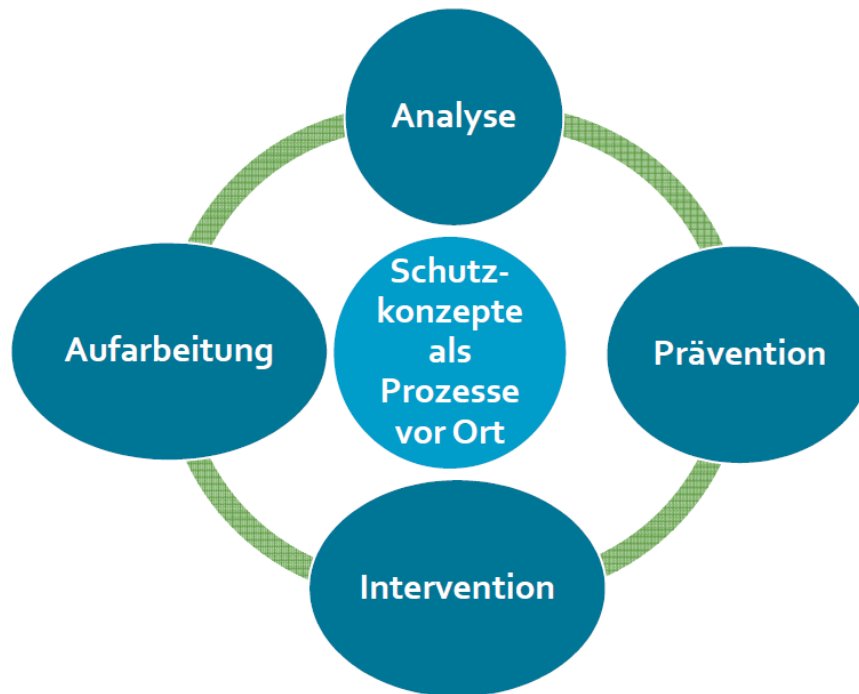 Analyse
Schutz-
konzepte
als
Prozesse
vor Ort
Aufarbeitung
Prävention
Intervention